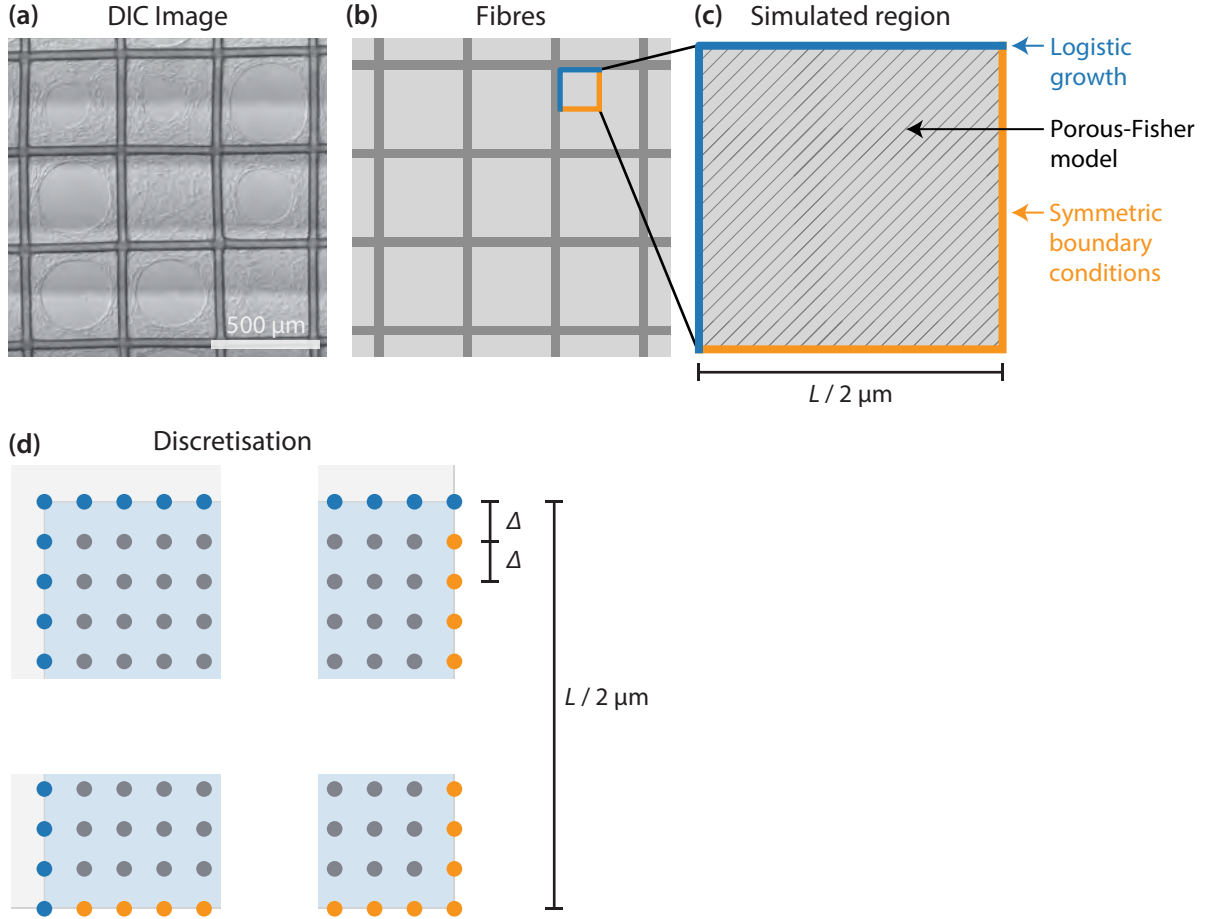 (a) DIC Image
500 µm
(b) Fibres
(c) Simulated region
Logistic
growth
Porous-Fisher
model
Symmetric
boundary
conditions
L / 2 µm
(d) Discretisation
Δ
Δ
L / 2 µm